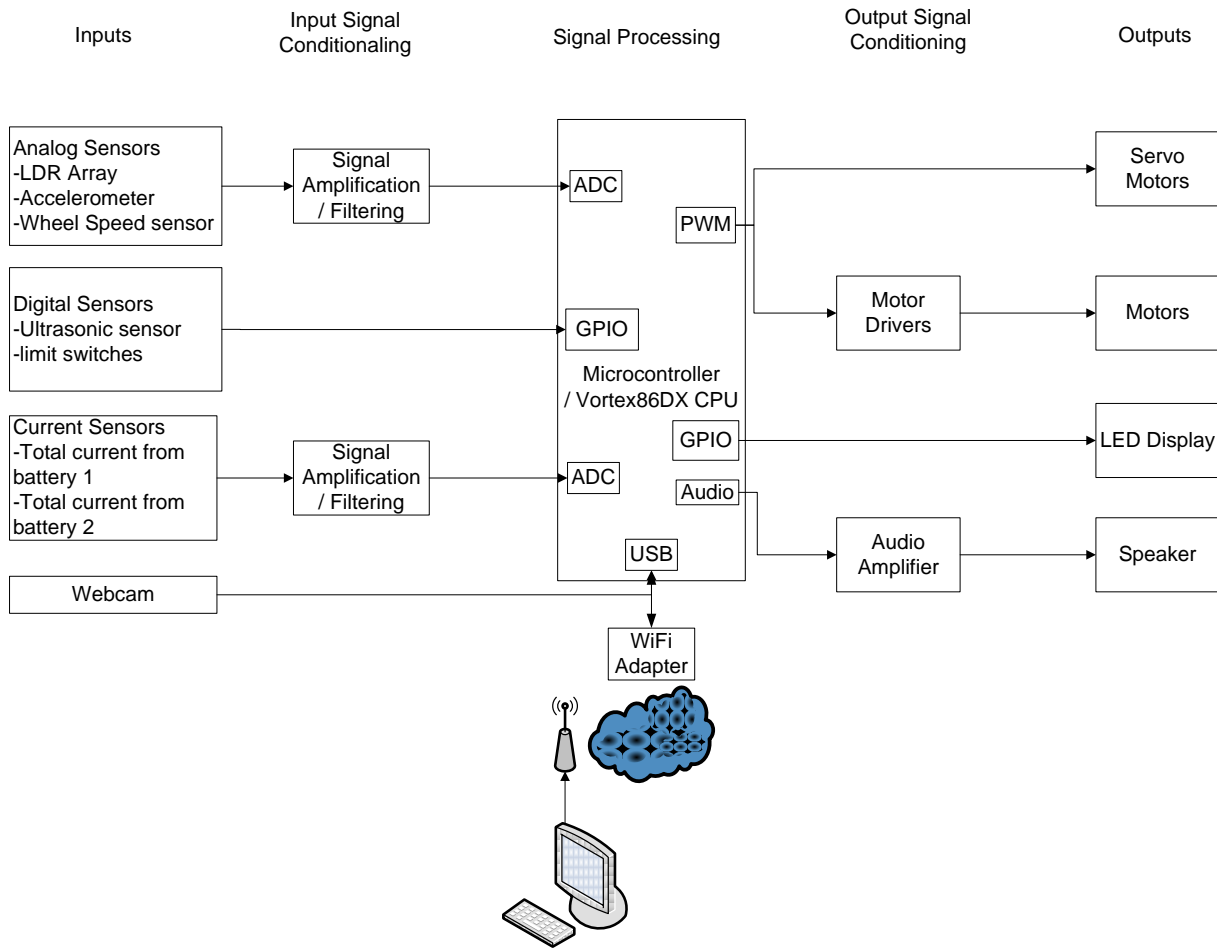 Inputs
Input Signal
Conditionaling
Signal Processing
Output Signal
Conditioning
Outputs
Analog Sensors
-LDR Array
-Accelerometer
-Wheel Speed sensor
Signal
Amplification
/ Filtering
ADC
PWM
Servo
Motors
Digital Sensors
-Ultrasonic sensor
-limit switches
GPIO
Motor
Drivers
Motors
Microcontroller
/ Vortex86DX CPU
Current Sensors
-Total current from
battery 1
-Total current from
battery 2
Signal
Amplification
/ Filtering
ADC
GPIO
LED Display
Audio
Audio
Amplifier
Speaker
USB
Webcam
WiFi
Adapter